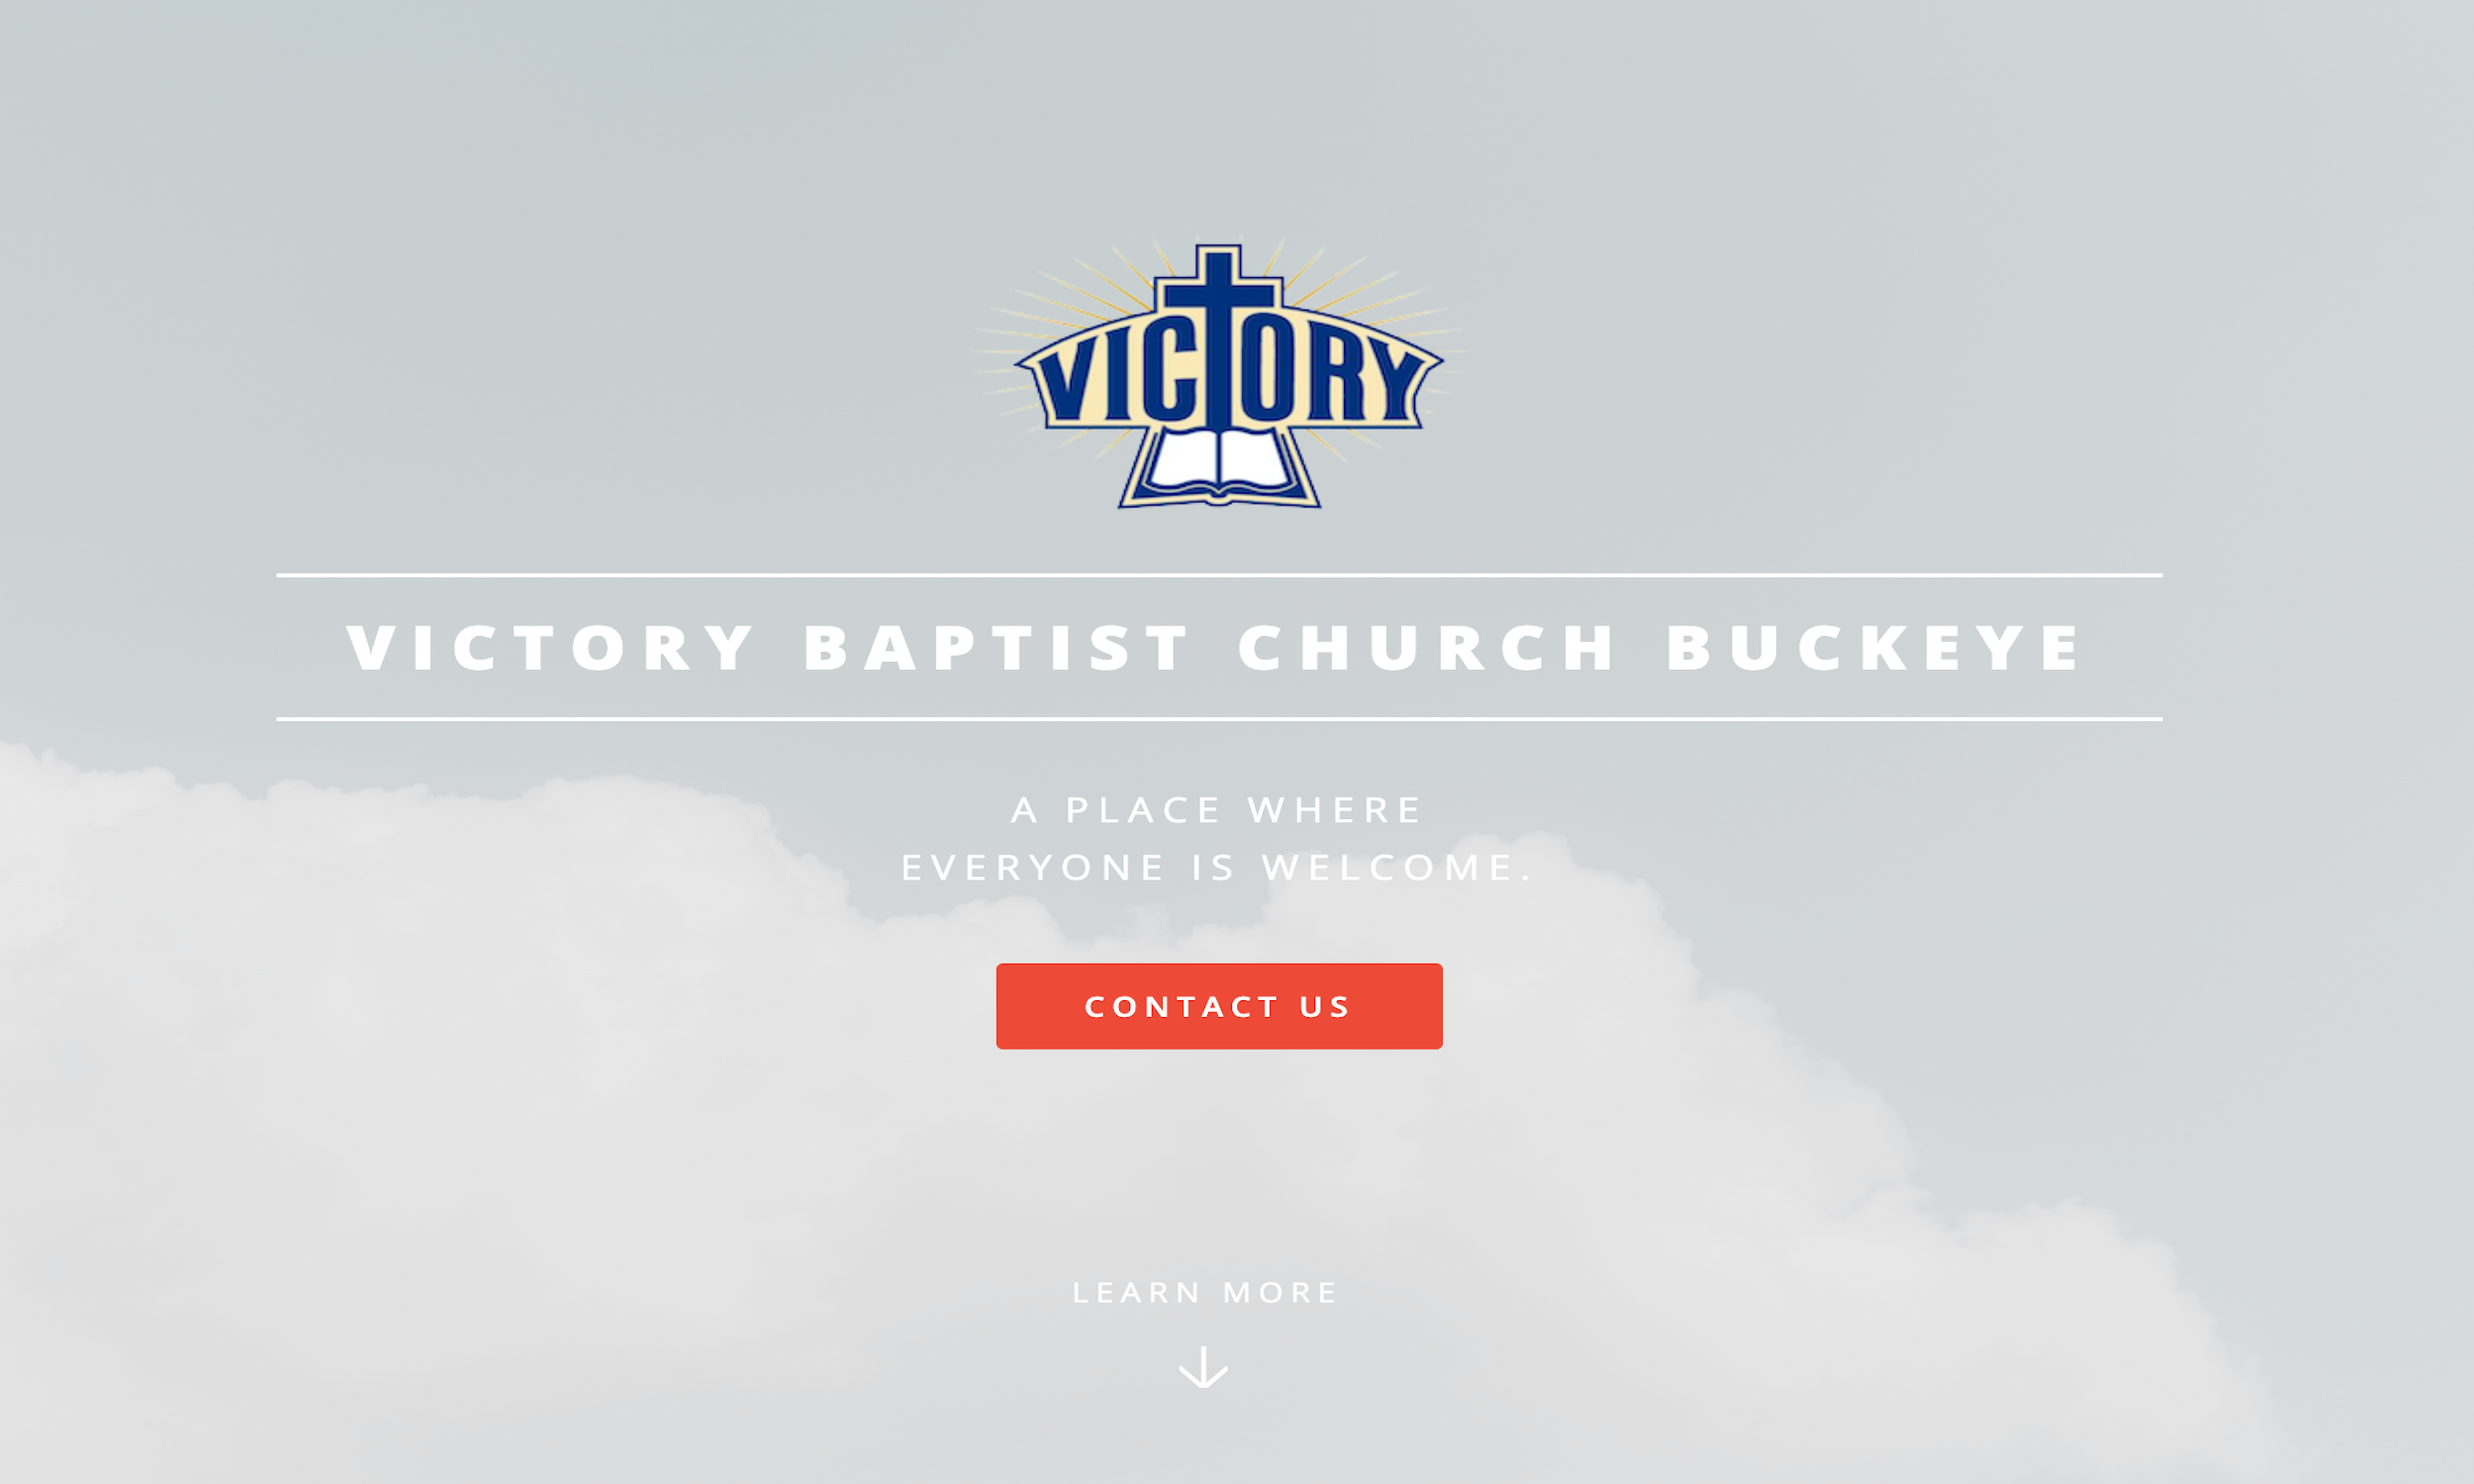 VICTORY
VICTORY BAPTIST CHURCH BUCKEYE
A PLACE WHERE
EVERYONE IS WELCOME.
CONTACT US
LEARN MORE